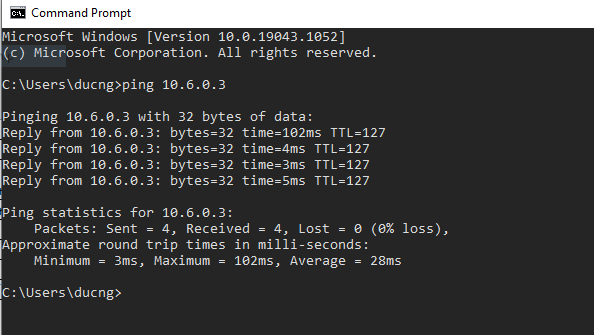 Command Prompt
Microsoft Windows [Version 10.0.19043.1052]
(c) Microsoft Corporation. All rights reserved.
C:\Users\ducng>ping 10.6.0.3
Pinging 10.6.0.3 with 32 bytes of data:
Reply from 10.6.0.3: bytes=32 time=102ms TTL=127
Reply from 10.6.0.3: bytes=32 time=4ms TTL=127
Reply from 10.6.0.3: bytes=32 time=3ms TTL=127
Reply from 10.6.0.3: bytes=32 time=5ms TTL=127
Ping statistics for 10.6.0.3:
    Packets: Sent = 4, Received = 4, Lost = 0 (0% loss),
Approximate round trip times in milli-seconds:
    Minimum = 3ms, Maximum = 102ms, Average = 28ms
C:\Users\ducng>